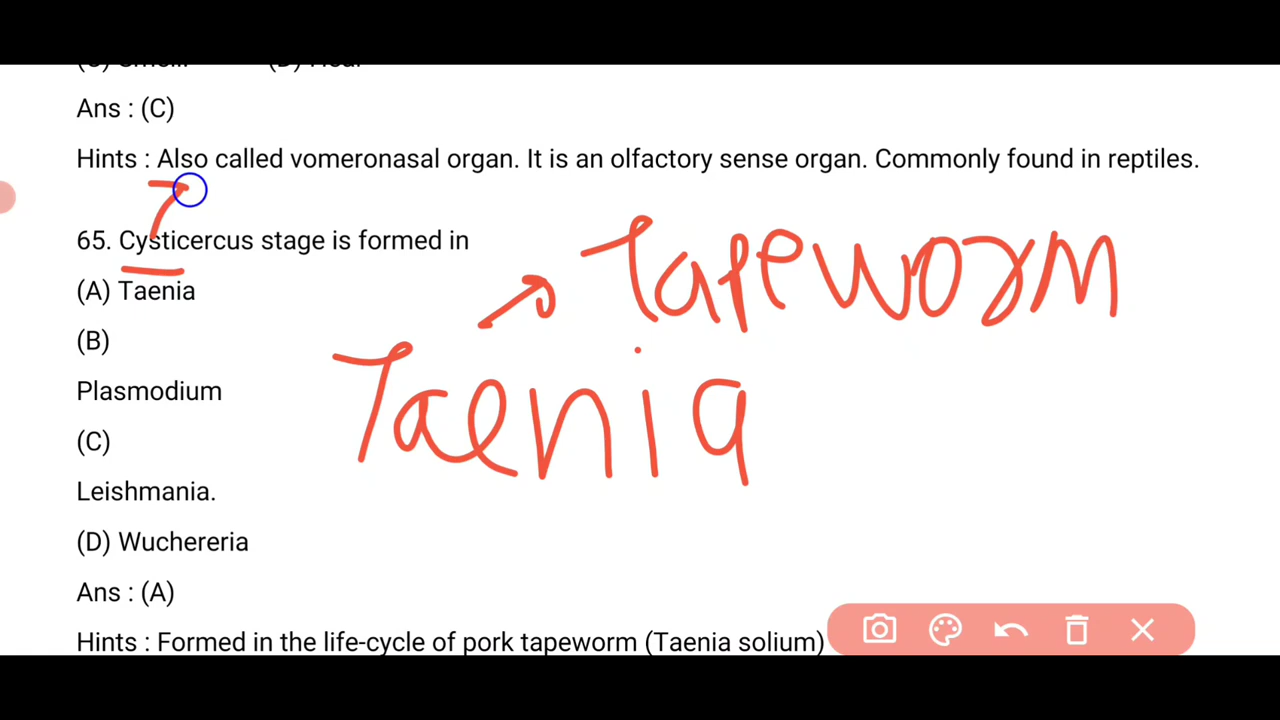 Ans : (C)
Hints : Also called vomeronasal organ. It is an olfactory sense organ. Commonly found in reptiles.
65. Cysticercus stage is formed in
Tapeworm
(A) Taenia
(B)
Taenia
Plasmodium
(C)
Leishmania.
(D) Wuchereria
Ans : (A)
Hints : Formed in the life-cycle of pork tapeworm (Taenia solium)